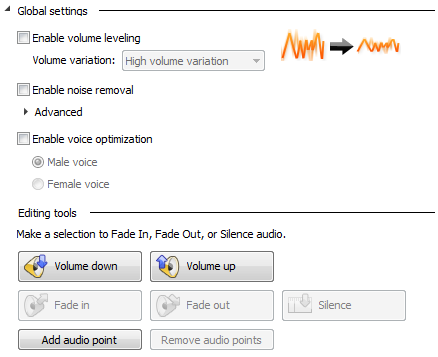 Global settings
Enable volume leveling
Volume variation: High volume variation
Enable noise removal
Advanced
Enable voice optimization
Male voice
Female voice
Editing tools
Make a selection to Fade In, Fade Out, or Silence audio.
Volume down Volume up
Fade in Fade out Silence
Add audio point Remove audio points